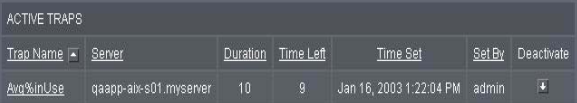 ACTIVE TRAPS
Trap Name Server Duration Time Left Time Set Set By Deactivate
Avg%inUse qaapp-aix-s01.myserver 10 9 Jan 16, 2003 1:22:04 PM admin